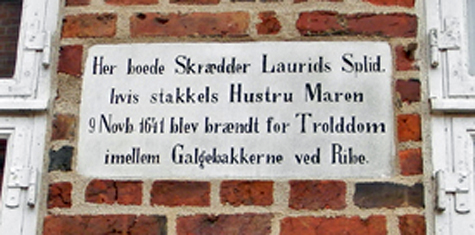 Her boede Skrædder Laurids Splid.
hvis stakkels Hustru Maren
9 Novb. 1641 blev brændt for Trolddom
imellem Galgebakkerne ved Ribe.